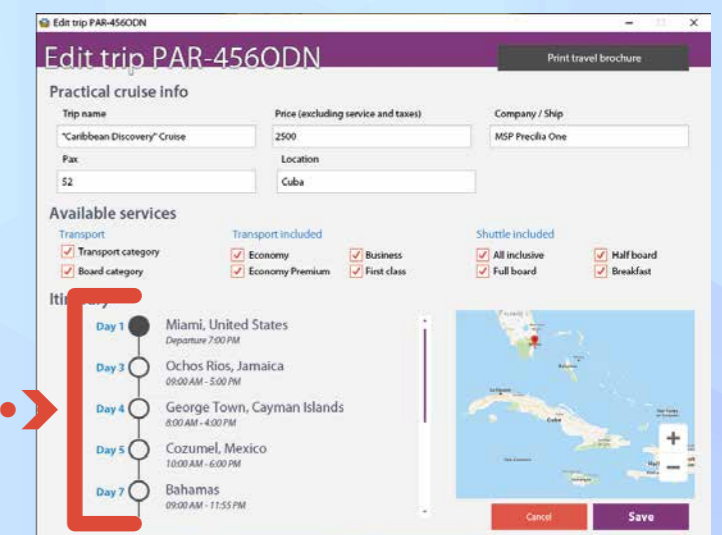 Edit trip PAR-456ODN
Edit trip PAR-456ODN
Print travel brochure
Practical cruise info
Trip name Price (excluding service and taxes) Company / Ship
"Caribbean Discovery" Cruise 2500 MSP Precilia One
Pax Location
52 Cuba
Available services
Transport Transport included Shuttle included
Transport category Economy Business All inclusive Half board
Board category Economy Premium First class Full board Breakfast
Day 1 Miami, United States
Departure 7:00 PM
Day 3 Ochos Rios, Jamaica
09:00 AM - 5:00 PM
Day 4 George Town, Cayman Islands
8:00 AM - 4:00 PM
Day 5 Cozumel, Mexico
10:00 AM - 6:00 PM
Day 7 Bahamas
09:00 AM - 11:55 PM
Cuba
+
−
Cancel Save